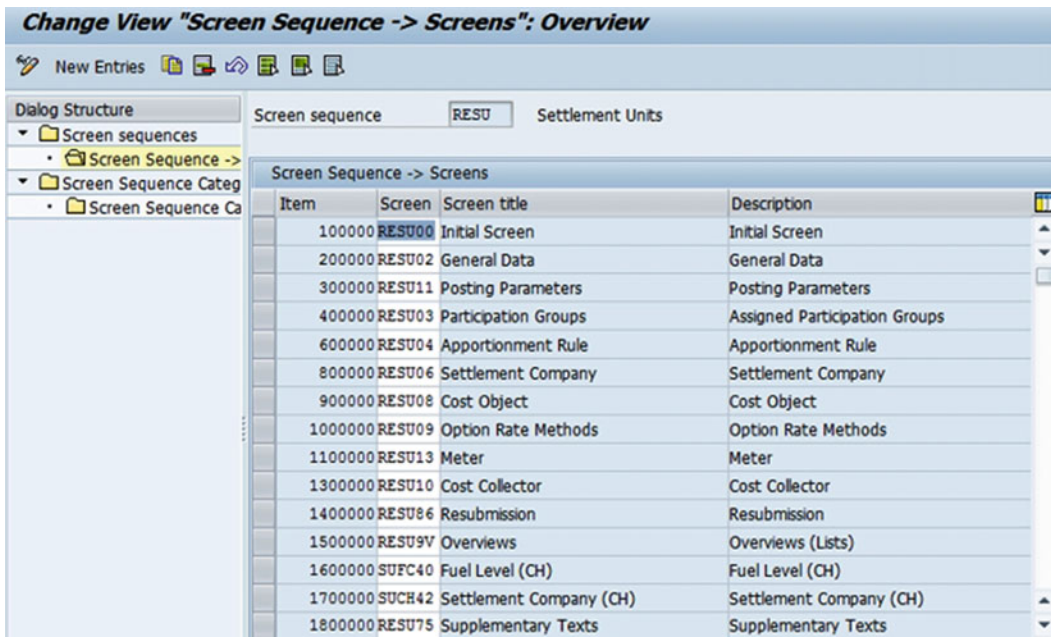 Change View "Screen Sequence -> Screens": Overview
New Entries
Dialog Structure
Screen sequences
Screen Sequence ->
Screen Sequence Categ
Screen Sequence Ca
Screen sequence RESU Settlement Units
Screen Sequence -> Screens
Item Screen Screen title Description
100000 RESU00 Initial Screen Initial Screen
200000 RESU02 General Data General Data
300000 RESU11 Posting Parameters Posting Parameters
400000 RESU03 Participation Groups Assigned Participation Groups
600000 RESU04 Apportionment Rule Apportionment Rule
800000 RESU06 Settlement Company Settlement Company
900000 RESU08 Cost Object Cost Object
1000000 RESU09 Option Rate Methods Option Rate Methods
1100000 RESU13 Meter Meter
1300000 RESU10 Cost Collector Cost Collector
1400000 RESU86 Resubmission Resubmission
1500000 RESU9V Overviews Overviews (Lists)
1600000 SUFC40 Fuel Level (CH) Fuel Level (CH)
1700000 SUCH42 Settlement Company (CH) Settlement Company (CH)
1800000 RESU75 Supplementary Texts Supplementary Texts